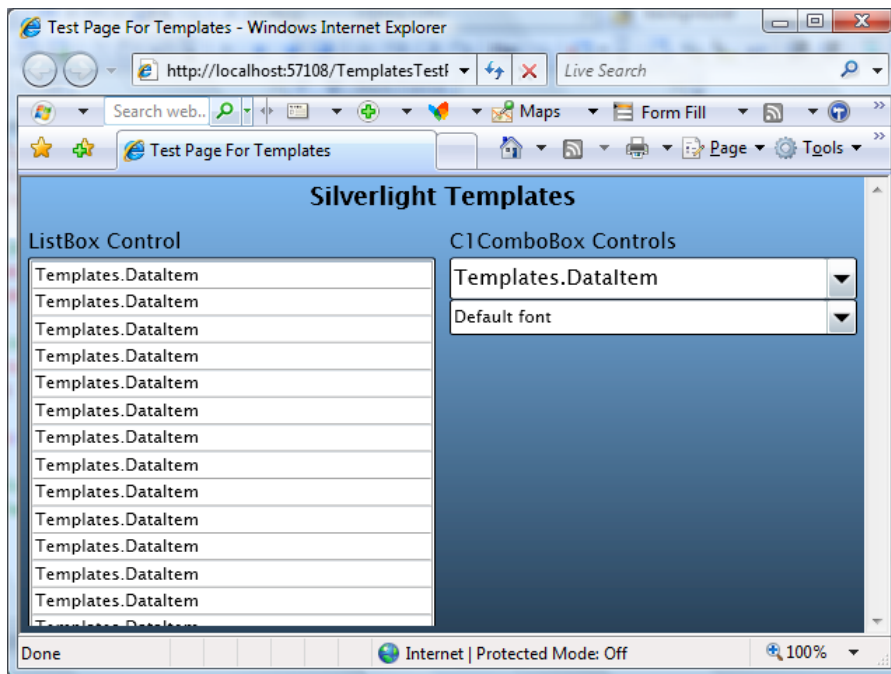 Test Page For Templates - Windows Internet Explorer
http://localhost:57108/TemplatesTestF Live Search
Search web.. Maps Form Fill
Test Page For Templates Page Tools
Silverlight Templates
ListBox Control
Templates.DataItem
Templates.DataItem
Templates.DataItem
Templates.DataItem
Templates.DataItem
Templates.DataItem
Templates.DataItem
Templates.DataItem
Templates.DataItem
Templates.DataItem
Templates.DataItem
Templates.DataItem
Templates.DataItem
C1ComboBox Controls
Templates.DataItem
Default font
Done Internet | Protected Mode: Off 100%